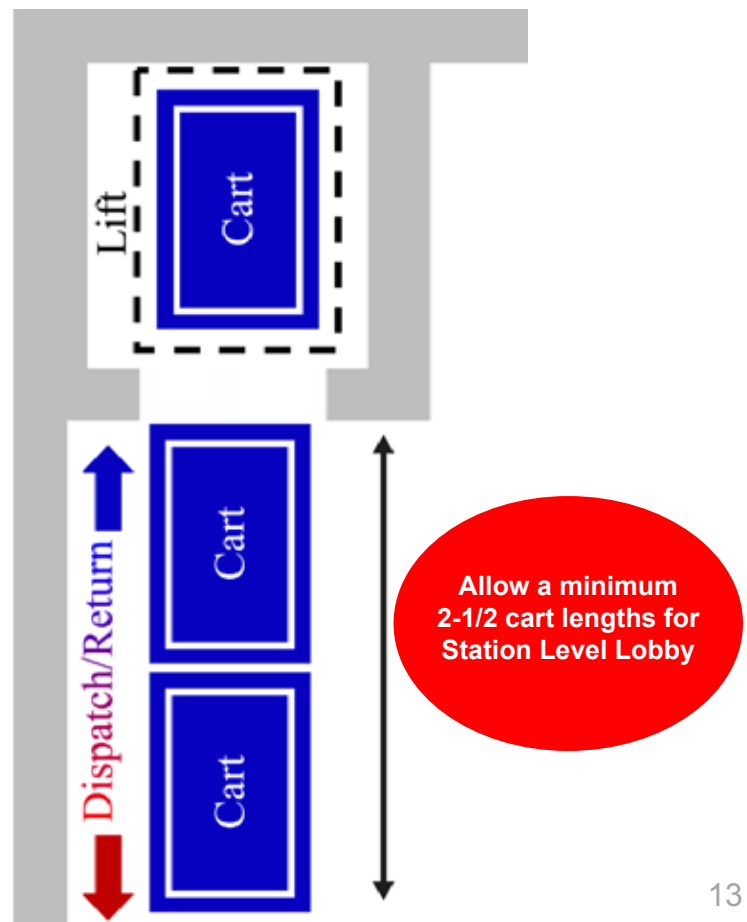 Lift
Cart
Dispatch/Return
Cart
Cart
Allow a minimum
2-1/2 cart lengths for
Station Level Lobby
13